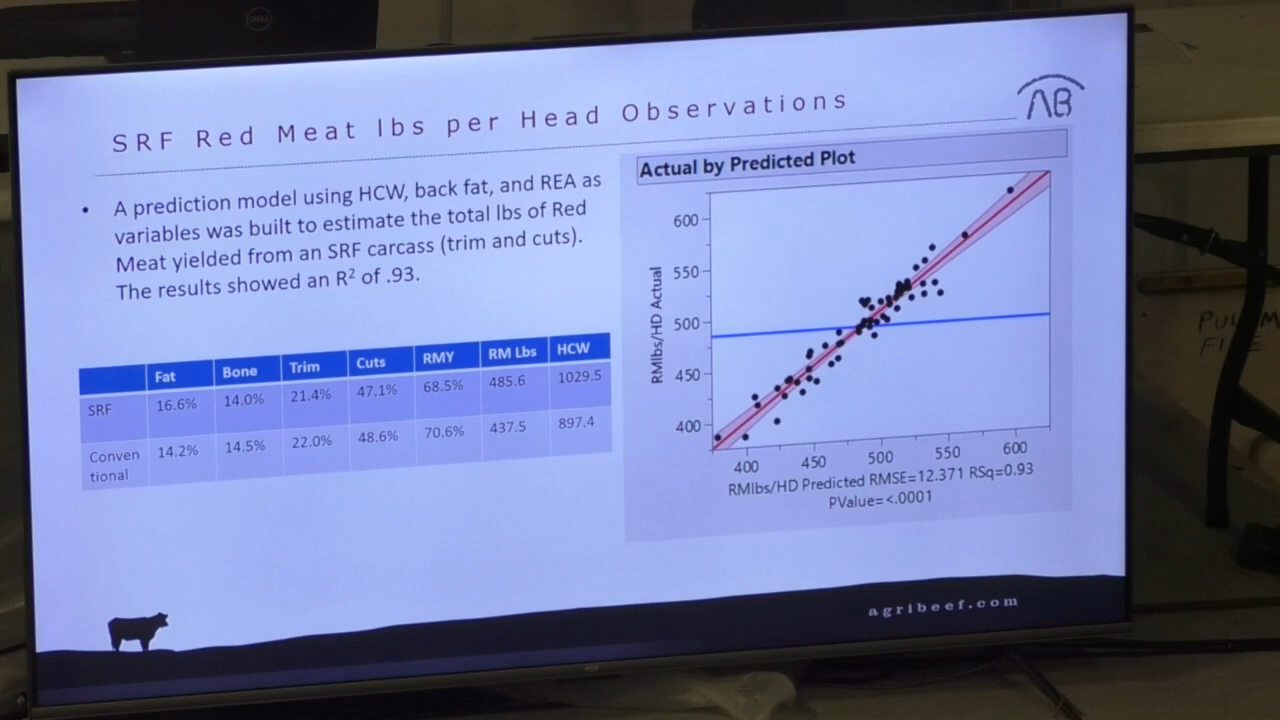 DELL
SRF Red Meat lbs per Head Observations
AB
• A prediction model using HCW, back fat, and REA as
variables was built to estimate the total lbs of Red
Meat yielded from an SRF carcass (trim and cuts).
The results showed an R² of .93.
Fat Bone Trim Cuts RMY RM Lbs HCW
SRF 16.6% 14.0% 21.4% 47.1% 68.5% 485.6 1029.5
Conven
tional 14.2% 14.5% 22.0% 48.6% 70.6% 437.5 897.4
Actual by Predicted Plot
RMlbs/HD Actual
600
550
500
450
400
400 450 500 550 600
RMlbs/HD Predicted RMSE=12.371 RSq=0.93
PValue=<.0001
agribeef.com